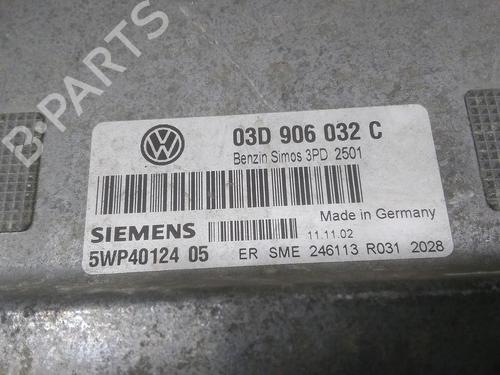 B-PARTS
VW
03D 906 032 C
Benzin Simos 3PD 2501
Made in Germany
SIEMENS
11.11.02
5WP40124 05 ER SME 246113 R031 2028